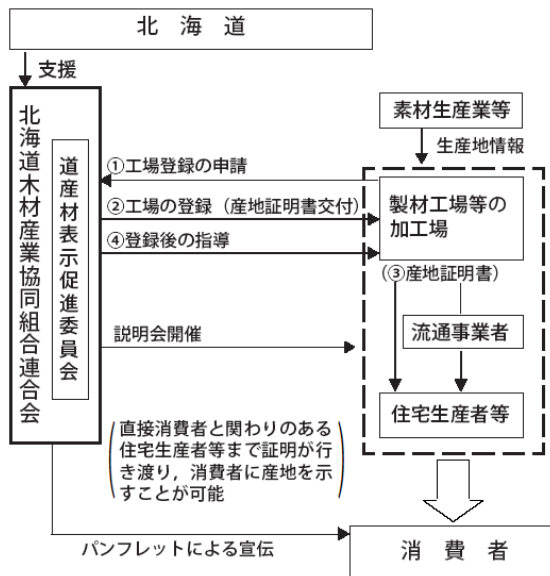 北　海　道
支援
北海道木材産業協同組合連合会
道産材表示促進委員会
素材生産業等
生産地情報
①工場登録の申請
②工場の登録（産地証明書交付）
④登録後の指導
製材工場等の
加工場
（③産地証明書）
説明会開催
流通事業者
住宅生産者等
直接消費者と関わりのある
住宅生産者等まで証明が行
き渡り，消費者に産地を示
すことが可能
パンフレットによる宣伝
消　費　者